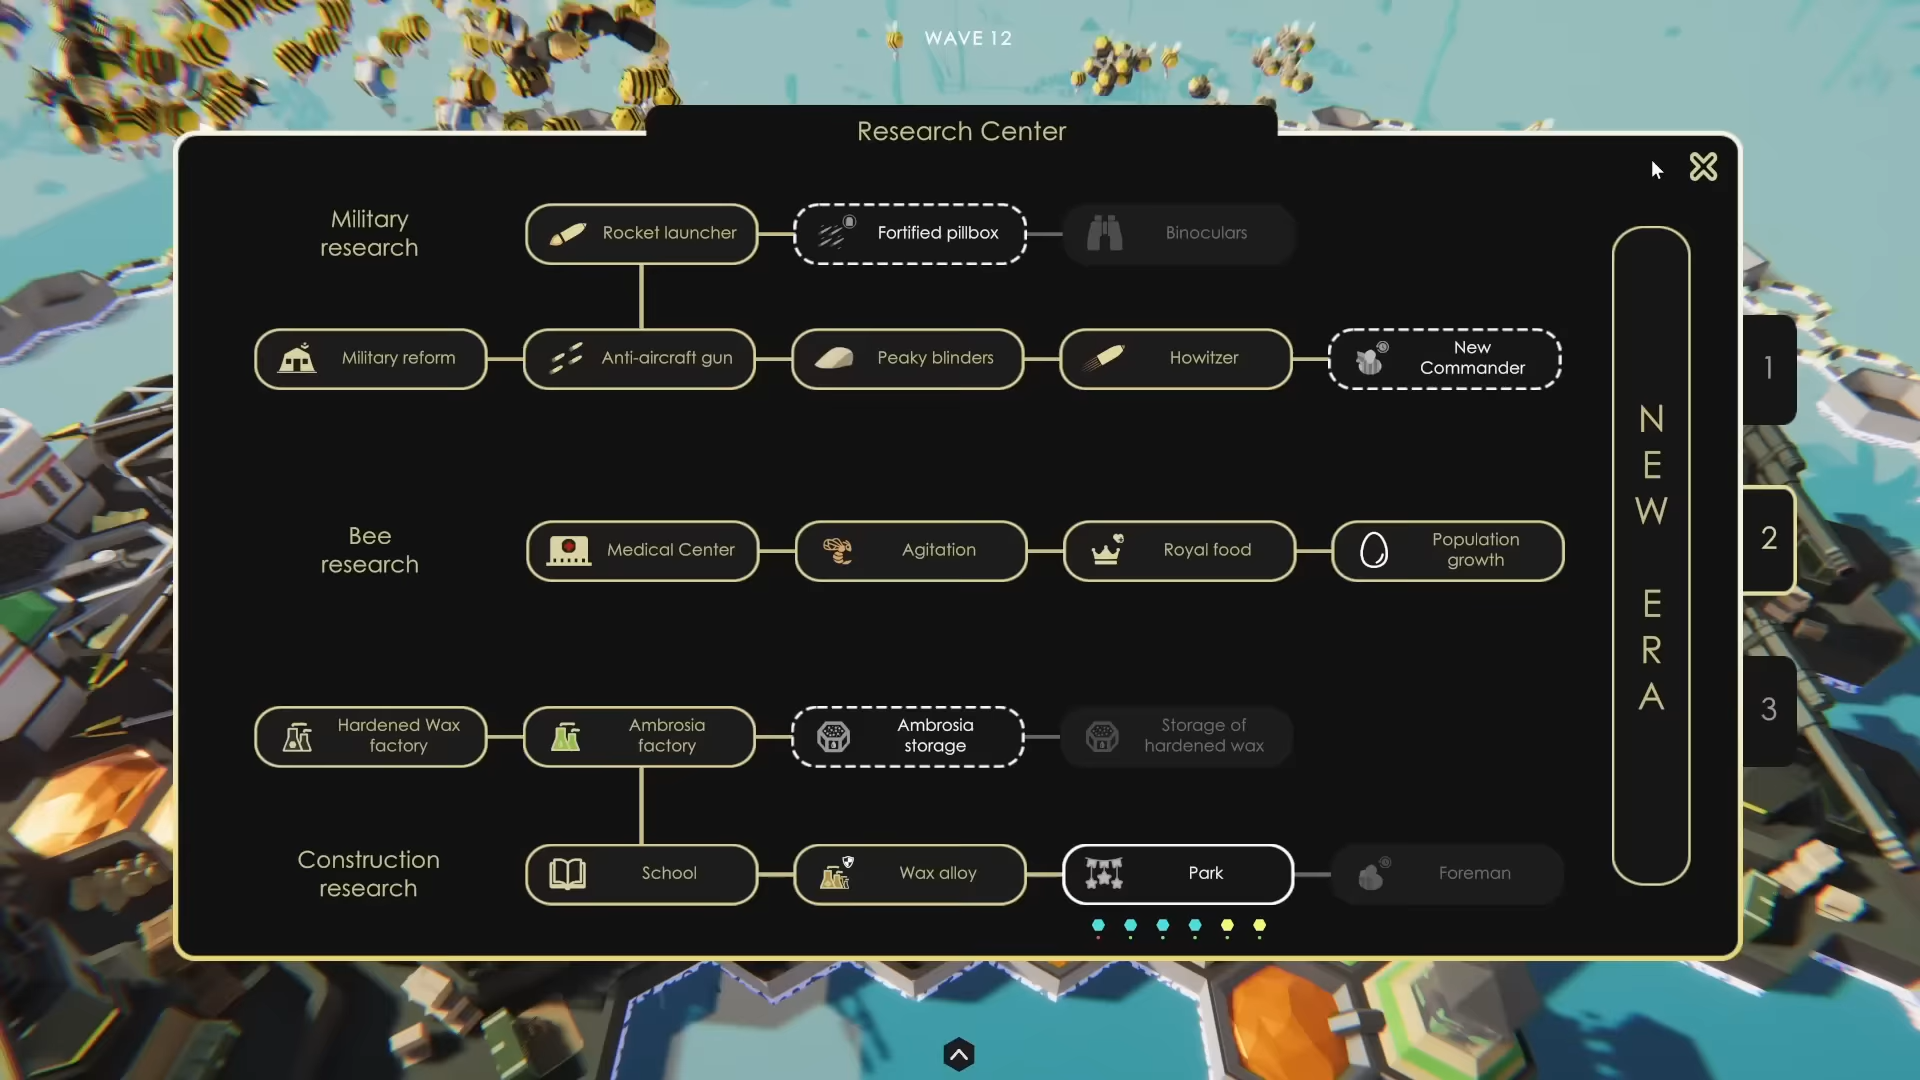 WAVE 12
Research Center
Military
research
Rocket launcher
Fortified pillbox
Binoculars
Military reform
Anti-aircraft gun
Peaky blinders
Howitzer
New
Commander
Bee
research
Medical Center
Agitation
Royal food
Population
growth
Hardened Wax
factory
Ambrosia
factory
Ambrosia
storage
Storage of
hardened wax
Construction
research
School
Wax alloy
Park
Foreman
NEW ERA
1
2
3